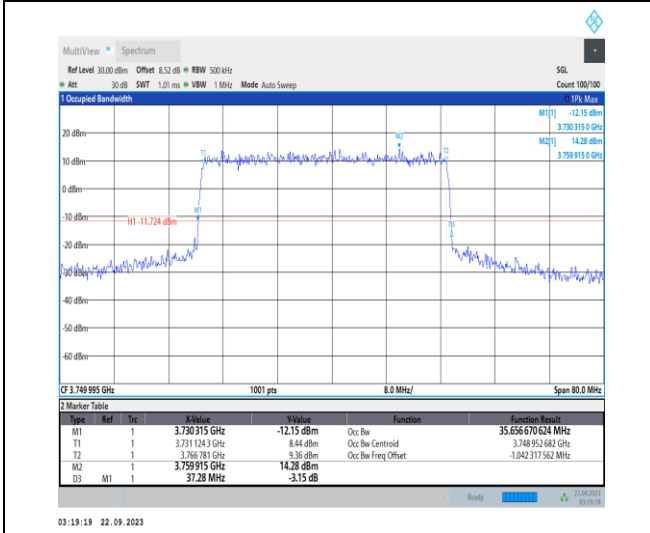 MultiView Spectrum
Ref Level 30.00 dBm Offset 8.52 dB RBW 500 kHz SGL
Att 30 dB SWT 1.01 ms VBW 1 MHz Mode Auto Sweep Count 100/100
1 Occupied Bandwidth 1Pk Max
M1[1] -12.15 dBm
3.730 315 0 GHz
M2[1] 14.28 dBm
3.759 915 0 GHz
20 dBm
M2
T1 T2
10 dBm
0 dBm
M1
-10 dBm
H1 -11.724 dBm
D3
-20 dBm
-30 dBm
-40 dBm
-50 dBm
-60 dBm
CF 3.749 995 GHz 1001 pts 8.0 MHz/ Span 80.0 MHz
2 Marker Table
Type Ref Trc X-Value Y-Value Function Function Result
M1 1 3.730 315 GHz -12.15 dBm Occ Bw 35.656 670 624 MHz
T1 1 3.731 124 3 GHz 8.44 dBm Occ Bw Centroid 3.748 952 682 GHz
T2 1 3.766 781 GHz 9.36 dBm Occ Bw Freq Offset -1.042 317 562 MHz
M2 1 3.759 915 GHz 14.28 dBm
D3 M1 1 37.28 MHz -3.15 dB
Ready 22.09.2023
03:19:18
03:19:19 22.09.2023